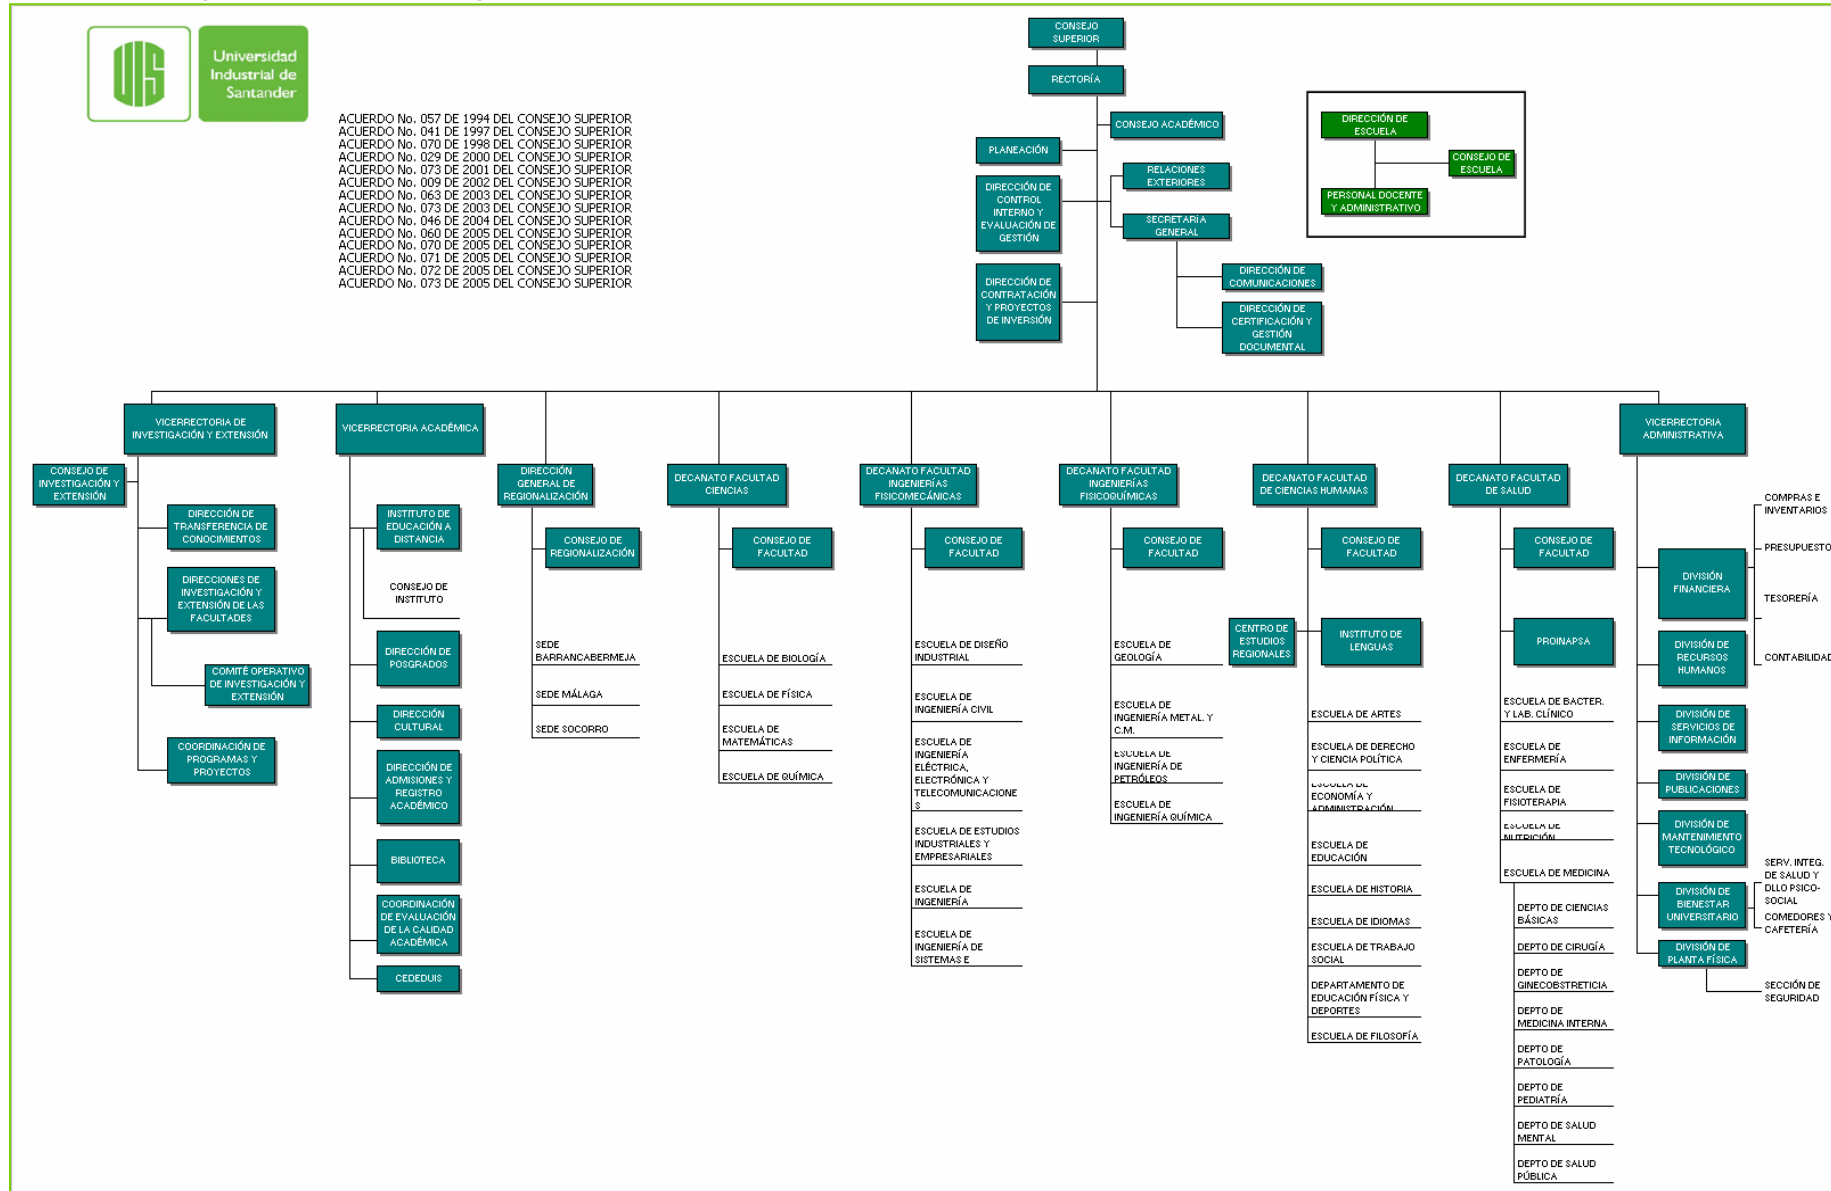 Universidad
Industrial de
Santander
ACUERDO No. 057 DE 1994 DEL CONSEJO SUPERIOR
ACUERDO No. 041 DE 1997 DEL CONSEJO SUPERIOR
ACUERDO No. 070 DE 1998 DEL CONSEJO SUPERIOR
ACUERDO No. 029 DE 2000 DEL CONSEJO SUPERIOR
ACUERDO No. 073 DE 2001 DEL CONSEJO SUPERIOR
ACUERDO No. 009 DE 2002 DEL CONSEJO SUPERIOR
ACUERDO No. 063 DE 2003 DEL CONSEJO SUPERIOR
ACUERDO No. 073 DE 2003 DEL CONSEJO SUPERIOR
ACUERDO No. 046 DE 2004 DEL CONSEJO SUPERIOR
ACUERDO No. 060 DE 2005 DEL CONSEJO SUPERIOR
ACUERDO No. 070 DE 2005 DEL CONSEJO SUPERIOR
ACUERDO No. 071 DE 2005 DEL CONSEJO SUPERIOR
ACUERDO No. 072 DE 2005 DEL CONSEJO SUPERIOR
ACUERDO No. 073 DE 2005 DEL CONSEJO SUPERIOR
CONSEJO
SUPERIOR
RECTORÍA
CONSEJO ACADÉMICO
PLANEACIÓN
RELACIONES
EXTERIORES
DIRECCIÓN DE
CONTROL
INTERNO Y
EVALUACIÓN DE
GESTIÓN
SECRETARíA
GENERAL
DIRECCIÓN DE
CONTRATACIÓN
Y PROYECTOS
DE INVERSIÓN
DIRECCIÓN DE
COMUNICACIONES
DIRECCIÓN DE
CERTIFICACIÓN Y
GESTIÓN
DOCUMENTAL
DIRECCIÓN DE
ESCUELA
CONSEJO DE
ESCUELA
PERSONAL DOCENTE
Y ADMINISTRATIVO
VICERRECTORIA DE
INVESTIGACIÓN Y EXTENSIÓN
CONSEJO DE
INVESTIGACIÓN Y
EXTENSIÓN
DIRECCIÓN DE
TRANSFERENCIA DE
CONOCIMIENTOS
DIRECCIONES DE
INVESTIGACIÓN Y
EXTENSIÓN DE LAS
FACULTADES
COMITÉ OPERATIVO
DE INVESTIGACIÓN Y
EXTENSIÓN
COORDINACIÓN DE
PROGRAMAS Y
PROYECTOS
VICERRECTORIA ACADÉMICA
INSTITUTO DE
EDUCACIÓN A
DISTANCIA
CONSEJO DE
INSTITUTO
DIRECCIÓN DE
POSGRADOS
DIRECCIÓN
CULTURAL
DIRECCIÓN DE
ADMISIONES Y
REGISTRO
ACADÉMICO
BIBLIOTECA
COORDINACIÓN
DE EVALUACIÓN
DE LA CALIDAD
ACADÉMICA
CEDEDUIS
DIRECCIÓN
GENERAL DE
REGIONALIZACIÓN
CONSEJO DE
REGIONALIZACIÓN
SEDE
BARRANCABERMEJA
SEDE MÁLAGA
SEDE SOCORRO
DECANATO FACULTAD
CIENCIAS
CONSEJO DE
FACULTAD
ESCUELA DE BIOLOGÍA
ESCUELA DE FÍSICA
ESCUELA DE
MATEMÁTICAS
ESCUELA DE QUÍMICA
DECANATO FACULTAD
INGENIERÍAS
FISICOMECÁNICAS
CONSEJO DE
FACULTAD
ESCUELA DE DISEÑO
INDUSTRIAL
ESCUELA DE
INGENIERÍA CIVIL
ESCUELA DE
INGENIERÍA
ELÉCTRICA,
ELECTRÓNICA Y
TELECOMUNICACIONE
S
ESCUELA DE ESTUDIOS
INDUSTRIALES Y
EMPRESARIALES
ESCUELA DE
INGENIERÍA
ESCUELA DE
INGENIERÍA DE
SISTEMAS E
DECANATO FACULTAD
INGENIERÍAS
FISICOQUÍMICAS
CONSEJO DE
FACULTAD
ESCUELA DE
GEOLOGÍA
ESCUELA DE
INGENIERÍA METAL. Y
C.M.
ESCUELA DE
INGENIERÍA DE
PETRÓLEOS
ESCUELA DE
INGENIERÍA QUÍMICA
DECANATO FACULTAD
DE CIENCIAS HUMANAS
CONSEJO DE
FACULTAD
CENTRO DE
ESTUDIOS
REGIONALES
INSTITUTO DE
LENGUAS
ESCUELA DE ARTES
ESCUELA DE DERECHO
Y CIENCIA POLÍTICA
ESCUELA DE
ECONOMÍA Y
ADMINISTRACIÓN
ESCUELA DE
EDUCACIÓN
ESCUELA DE HISTORIA
ESCUELA DE IDIOMAS
ESCUELA DE TRABAJO
SOCIAL
DEPARTAMENTO DE
EDUCACIÓN FÍSICA Y
DEPORTES
ESCUELA DE FILOSOFÍA
DECANATO FACULTAD
DE SALUD
CONSEJO DE
FACULTAD
PROINAPSA
ESCUELA DE BACTER.
Y LAB. CLÍNICO
ESCUELA DE
ENFERMERÍA
ESCUELA DE
FISIOTERAPIA
ESCUELA DE
NUTRICIÓN
ESCUELA DE MEDICINA
DEPTO DE CIENCIAS
BÁSICAS
DEPTO DE CIRUGÍA
DEPTO DE
GINECOBSTRETICIA
DEPTO DE
MEDICINA INTERNA
DEPTO DE
PATOLOGÍA
DEPTO DE
PEDIATRÍA
DEPTO DE SALUD
MENTAL
DEPTO DE SALUD
PÚBLICA
VICERRECTORIA
ADMINISTRATIVA
DIVISIÓN
FINANCIERA
COMPRAS E
INVENTARIOS
PRESUPUESTO
TESORERÍA
CONTABILIDAD
DIVISIÓN DE
RECURSOS
HUMANOS
DIVISIÓN DE
SERVICIOS DE
INFORMACIÓN
DIVISIÓN DE
PUBLICACIONES
DIVISIÓN DE
MANTENIMIENTO
TECNOLÓGICO
DIVISIÓN DE
BIENESTAR
UNIVERSITARIO
SERV. INTEG.
DE SALUD Y
DLLO PSICO-
SOCIAL
COMEDORES Y
CAFETERÍA
DIVISIÓN DE
PLANTA FÍSICA
SECCIÓN DE
SEGURIDAD